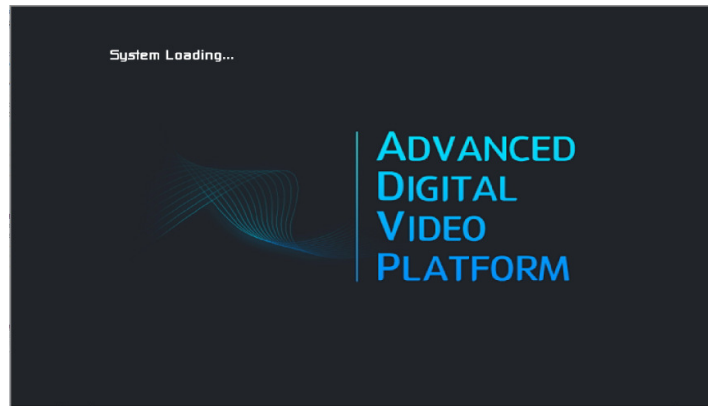 System Loading...
ADVANCED
DIGITAL
VIDEO
PLATFORM